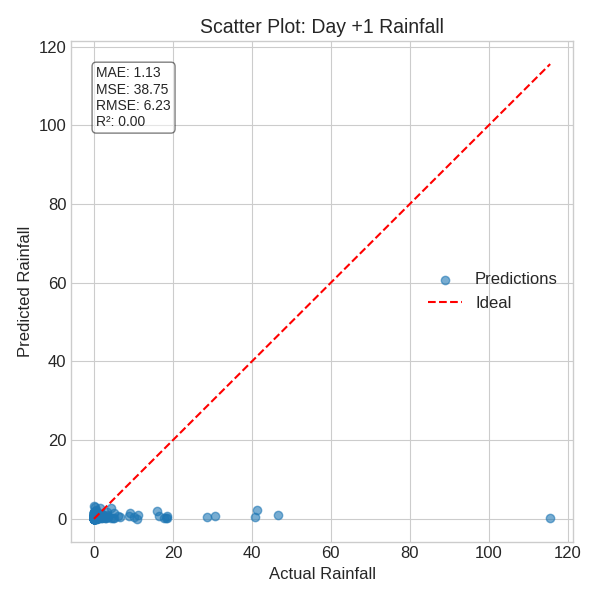 Scatter Plot: Day +1 Rainfall
120
100
80
60
40
20
0
Predicted Rainfall
MAE: 1.13
MSE: 38.75
RMSE: 6.23
R²: 0.00
Predictions
Ideal
0 20 40 60 80 100 120
Actual Rainfall